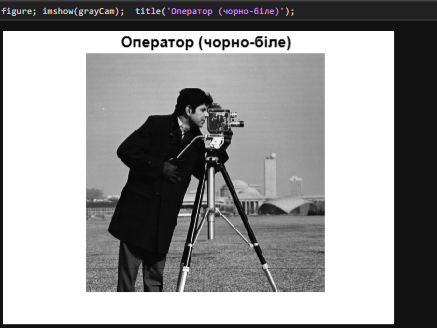 figure; imshow(grayCam);  title('Оператор (чорно-біле)');
Оператор (чорно-біле)